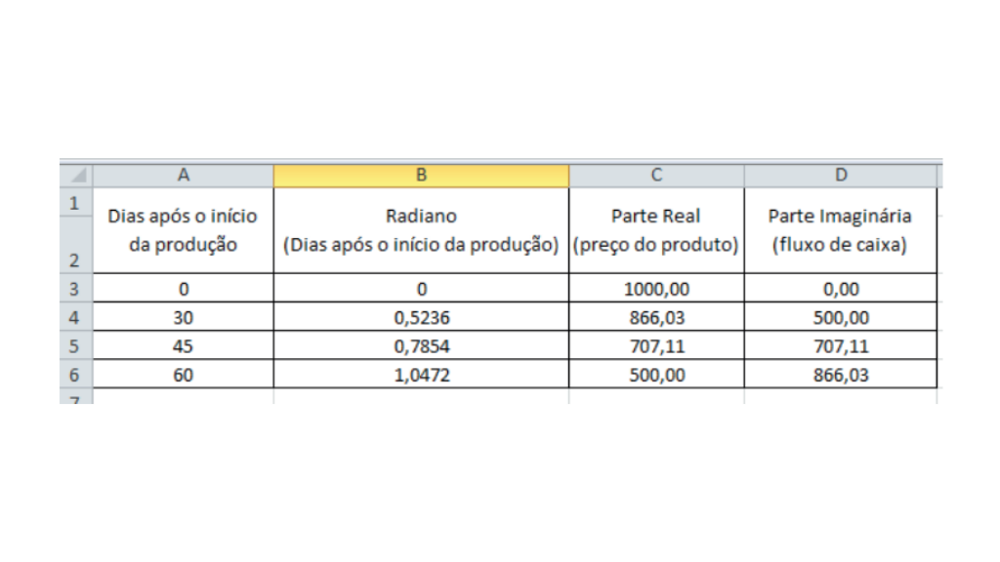 A B C D
1 Dias após o início Radiano Parte Real Parte Imaginária
2 da produção (Dias após o início da produção) (preço do produto) (fluxo de caixa)
3 0 0 1000,00 0,00
4 30 0,5236 866,03 500,00
5 45 0,7854 707,11 707,11
6 60 1,0472 500,00 866,03
7